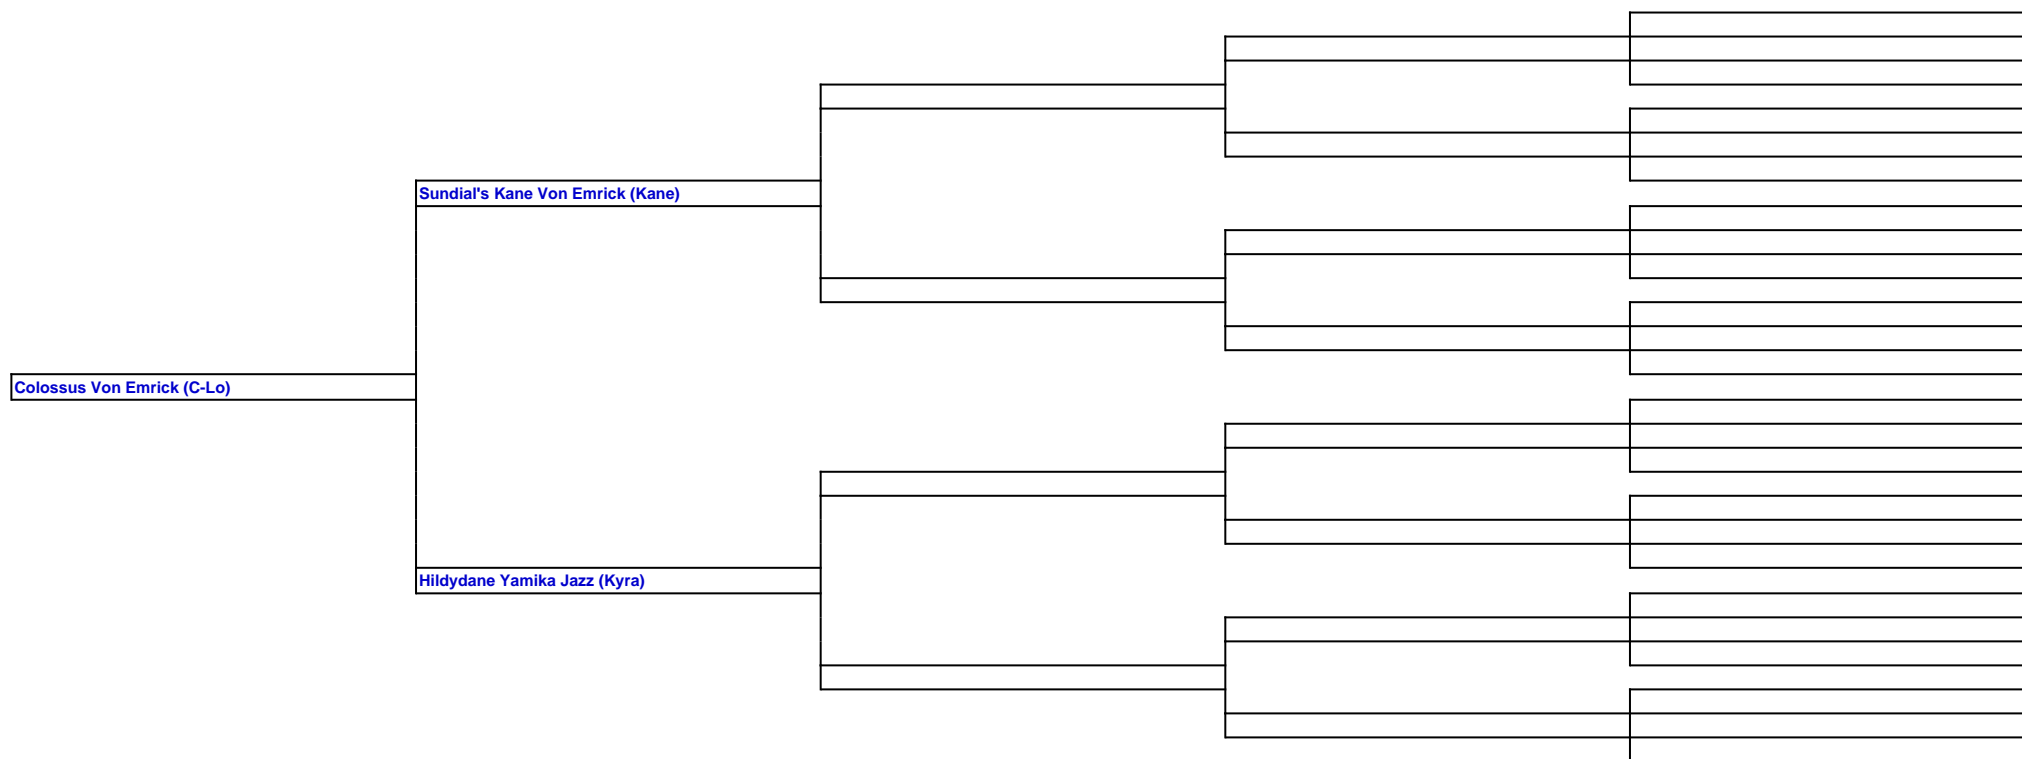 Sundial's Kane Von Emrick (Kane)
Colossus Von Emrick (C-Lo)
Hildydane Yamika Jazz (Kyra)